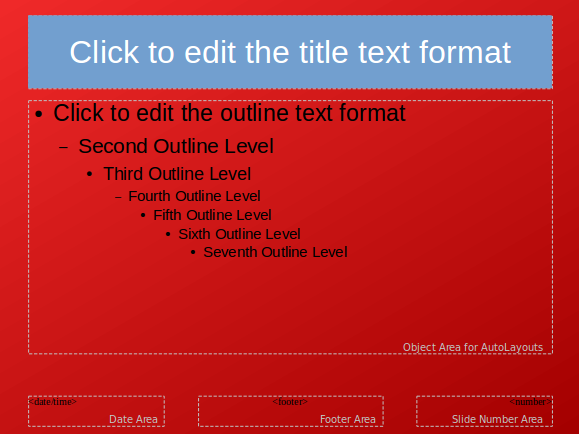 Click to edit the title text format
• Click to edit the outline text format
– Second Outline Level
• Third Outline Level
– Fourth Outline Level
• Fifth Outline Level
• Sixth Outline Level
• Seventh Outline Level
Object Area for AutoLayouts
<date/time>
Date Area
<footer>
Footer Area
<number>
Slide Number Area